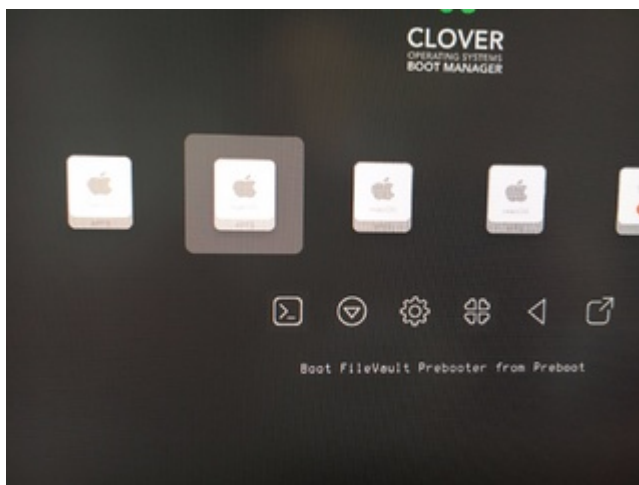 CLOVER
OPERATING SYSTEMS
BOOT MANAGER
Boot FileVault Prebooter from Preboot